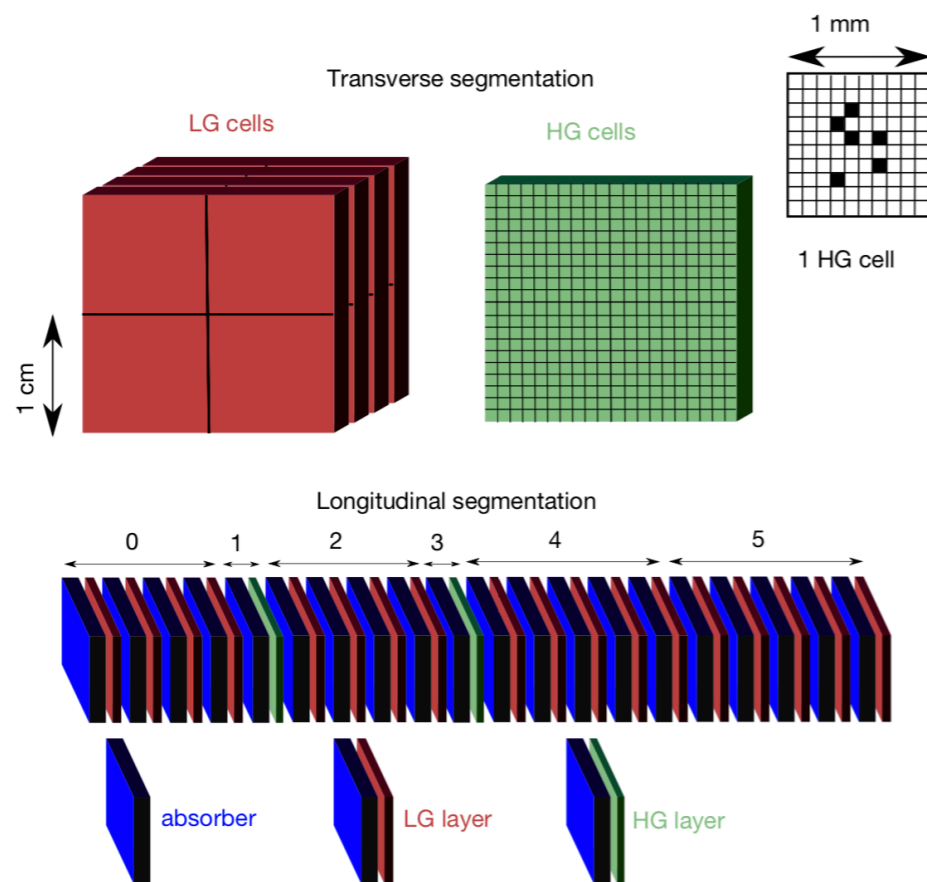 1 mm
Transverse segmentation
LG cells
HG cells
1 HG cell
1 cm
Longitudinal segmentation
0 1 2 3 4 5
absorber
LG layer
HG layer